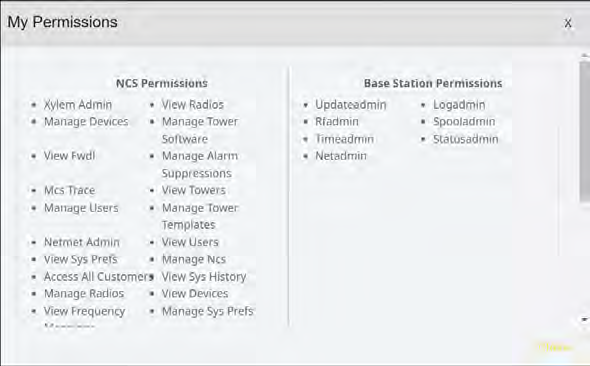 My Permissions
X
NCS Permissions
Xylem Admin
Manage Devices
View Fwdl
Mcs Trace
Manage Users
Netmet Admin
View Sys Prefs
Access All Customers
Manage Radios
View Frequency
View Radios
Manage Tower
Software
Manage Alarm
Suppressions
View Towers
Manage Tower
Templates
View Users
Manage Ncs
View Sys History
View Devices
Manage Sys Prefs
Base Station Permissions
Updateadmin
Rfadmin
Timeadmin
Netadmin
Logadmin
Spooladmin
Statusadmin